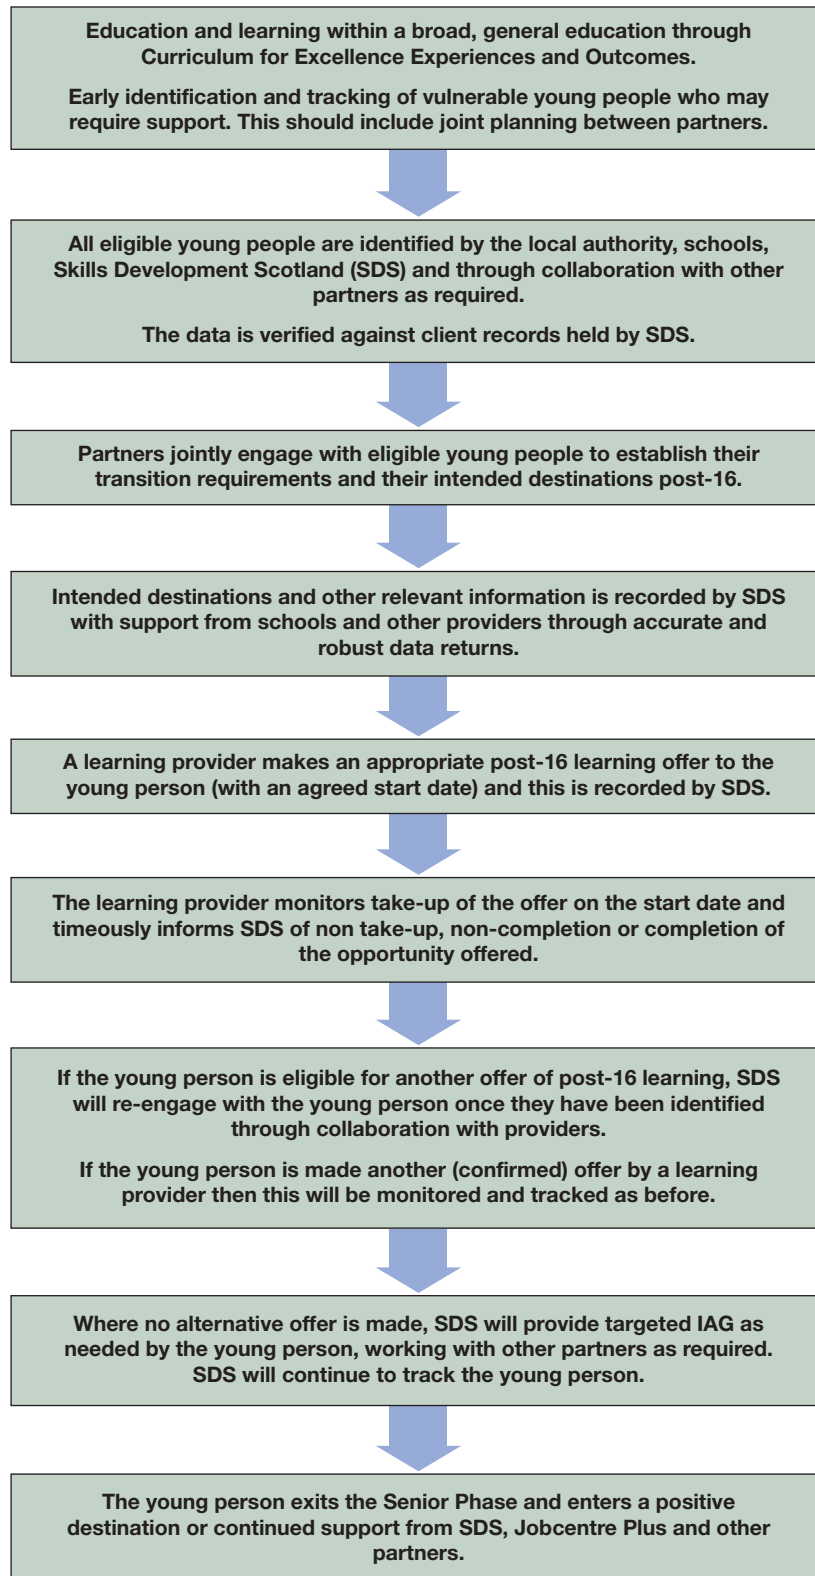 Education and learning within a broad, general education through
Curriculum for Excellence Experiences and Outcomes.
Early identification and tracking of vulnerable young people who may
require support. This should include joint planning between partners.
All eligible young people are identified by the local authority, schools,
Skills Development Scotland (SDS) and through collaboration with other
partners as required.
The data is verified against client records held by SDS.
Partners jointly engage with eligible young people to establish their
transition requirements and their intended destinations post-16.
Intended destinations and other relevant information is recorded by SDS
with support from schools and other providers through accurate and
robust data returns.
A learning provider makes an appropriate post-16 learning offer to the
young person (with an agreed start date) and this is recorded by SDS.
The learning provider monitors take-up of the offer on the start date and
timeously informs SDS of non take-up, non-completion or completion of
the opportunity offered.
If the young person is eligible for another offer of post-16 learning, SDS
will re-engage with the young person once they have been identified
through collaboration with providers.
If the young person is made another (confirmed) offer by a learning
provider then this will be monitored and tracked as before.
Where no alternative offer is made, SDS will provide targeted IAG as
needed by the young person, working with other partners as required.
SDS will continue to track the young person.
The young person exits the Senior Phase and enters a positive
destination or continued support from SDS, Jobcentre Plus and other
partners.